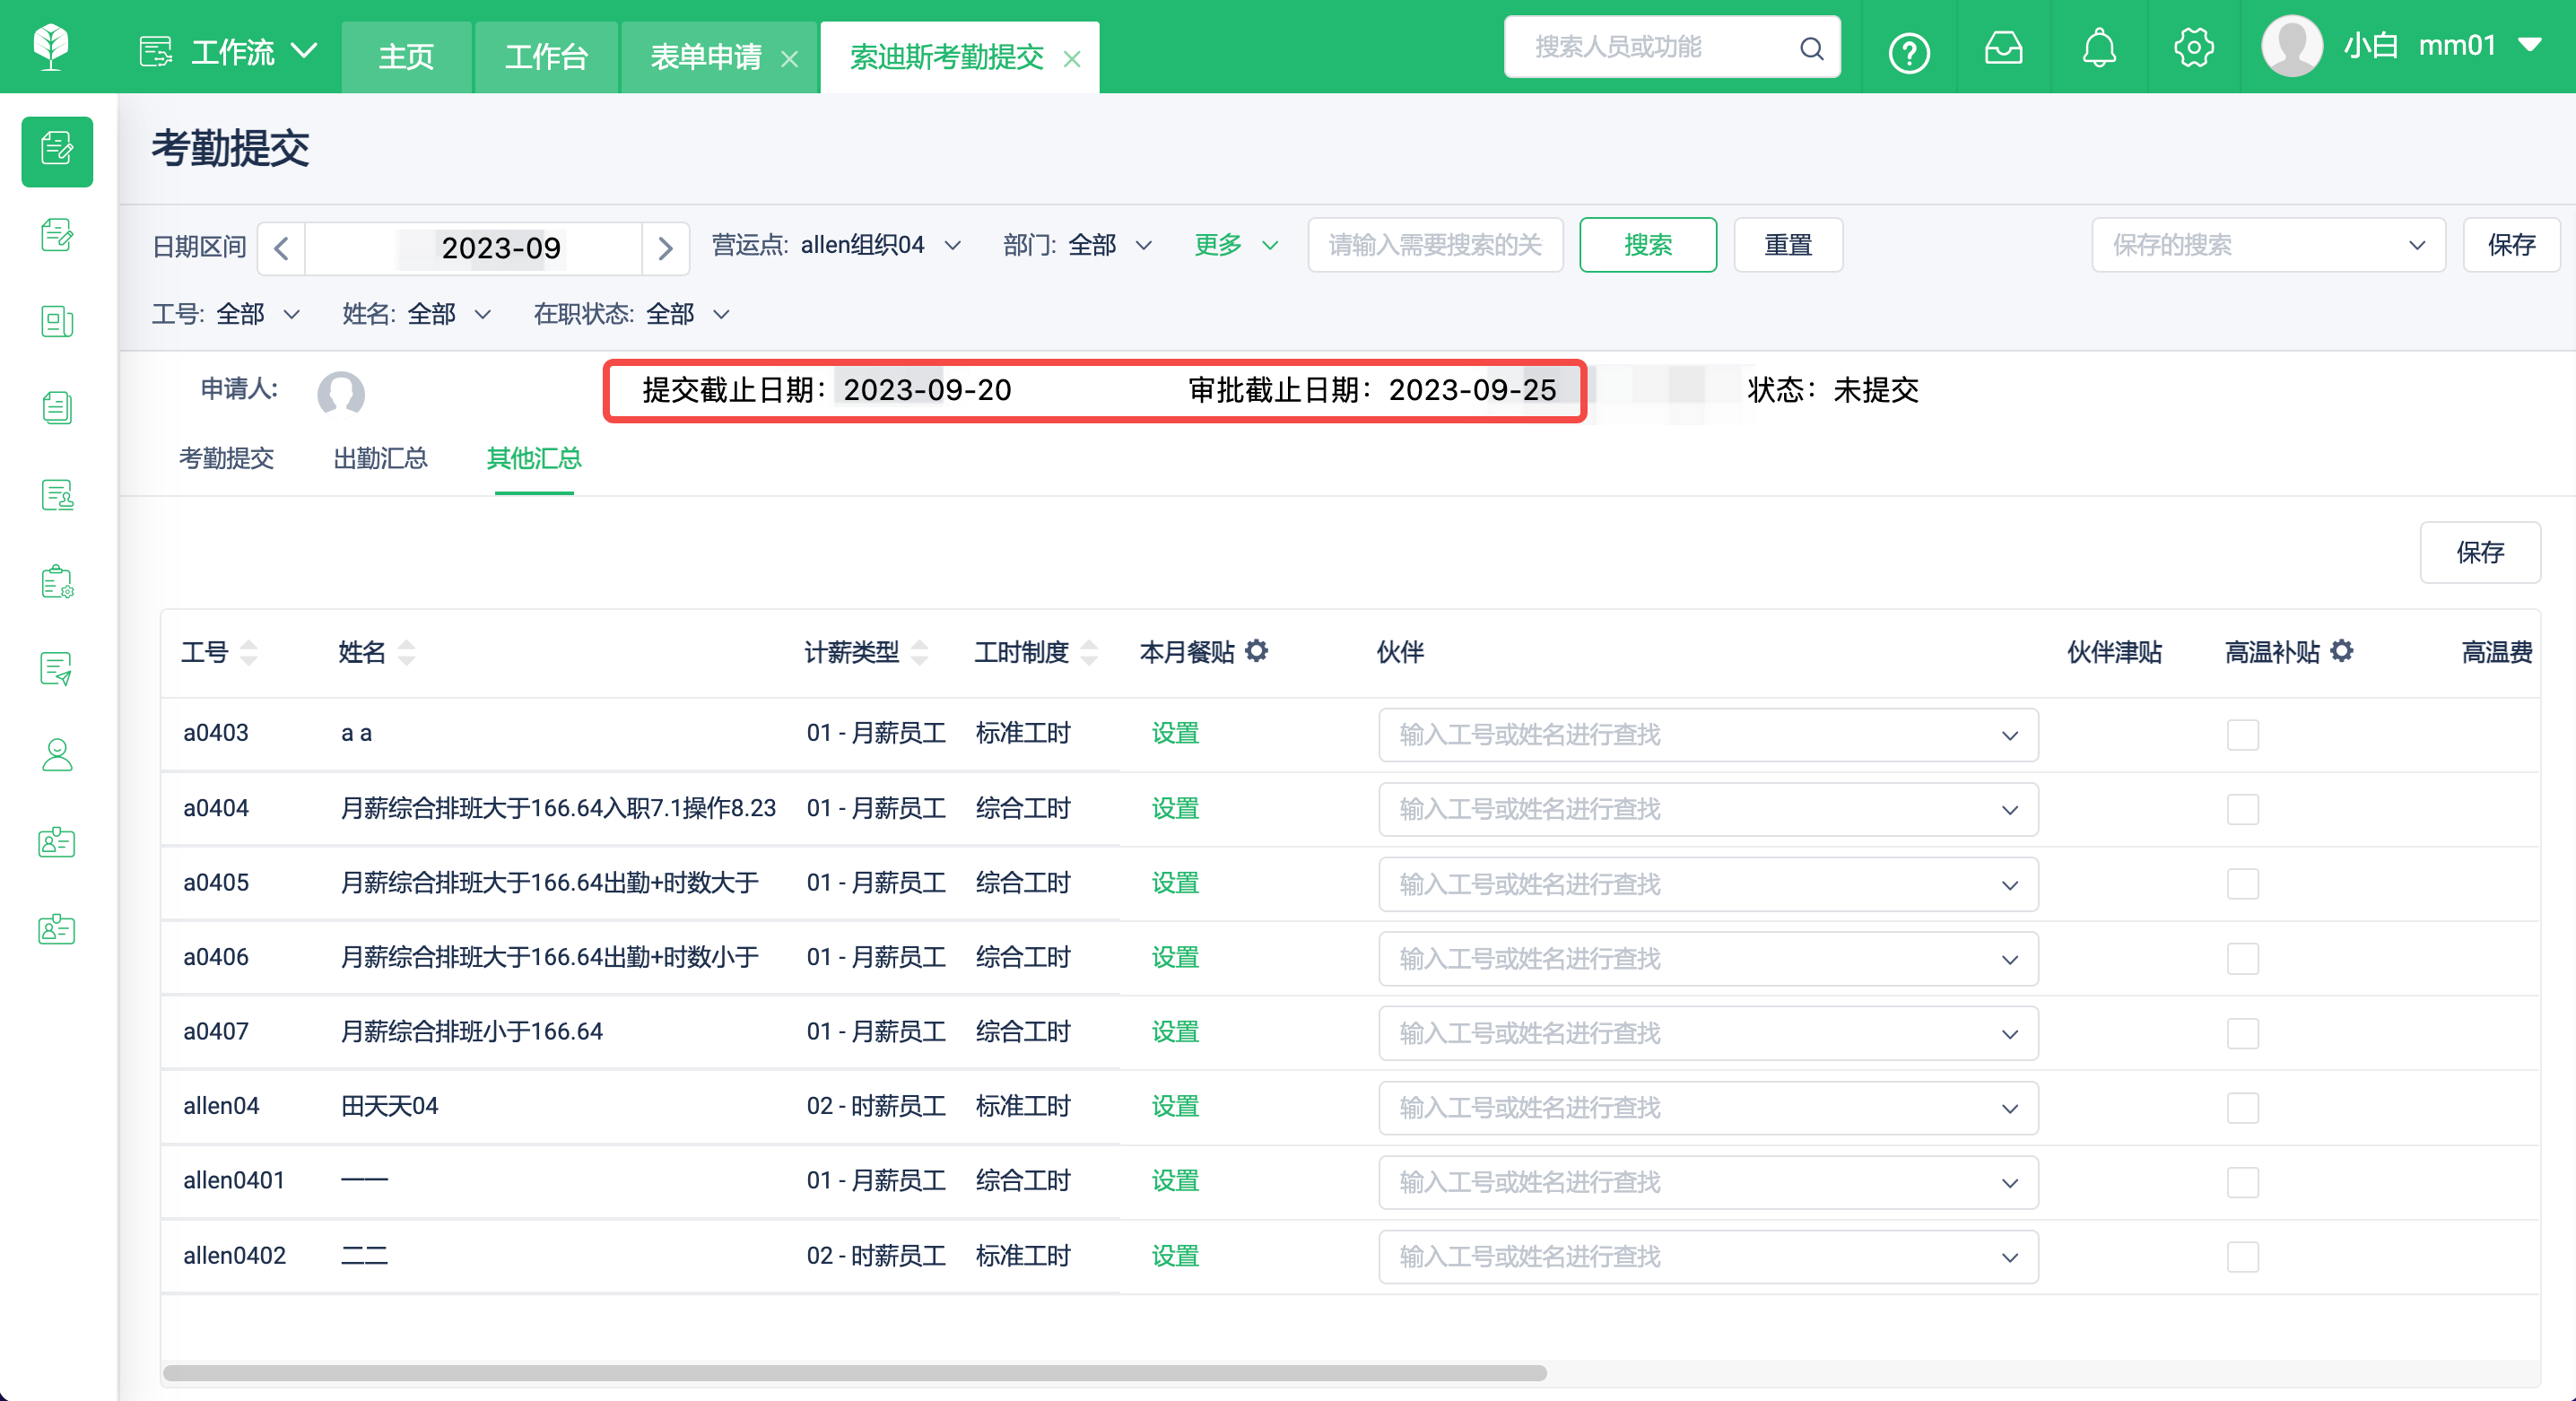 工作流 主页 工作台 表单申请 索迪斯考勤提交 搜索人员或功能 小白 mm01
考勤提交
日期区间 2023-09 营运点: allen组织04 部门: 全部 更多 请输入需要搜索的关 搜索 重置 保存的搜索 保存
工号: 全部 姓名: 全部 在职状态: 全部
申请人: 提交截止日期: 2023-09-20 审批截止日期: 2023-09-25 状态: 未提交
考勤提交 出勤汇总 其他汇总
保存
工号 姓名 计薪类型 工时制度 本月餐贴 伙伴 伙伴津贴 高温补贴 高温费
a0403 a a 01 - 月薪员工 标准工时 设置 输入工号或姓名进行查找
a0404 月薪综合排班大于166.64入职7.1操作8.23 01 - 月薪员工 综合工时 设置 输入工号或姓名进行查找
a0405 月薪综合排班大于166.64出勤+时数大于 01 - 月薪员工 综合工时 设置 输入工号或姓名进行查找
a0406 月薪综合排班大于166.64出勤+时数小于 01 - 月薪员工 综合工时 设置 输入工号或姓名进行查找
a0407 月薪综合排班小于166.64 01 - 月薪员工 综合工时 设置 输入工号或姓名进行查找
allen04 田天天04 02 - 时薪员工 标准工时 设置 输入工号或姓名进行查找
allen0401 一一 01 - 月薪员工 综合工时 设置 输入工号或姓名进行查找
allen0402 二二 02 - 时薪员工 标准工时 设置 输入工号或姓名进行查找